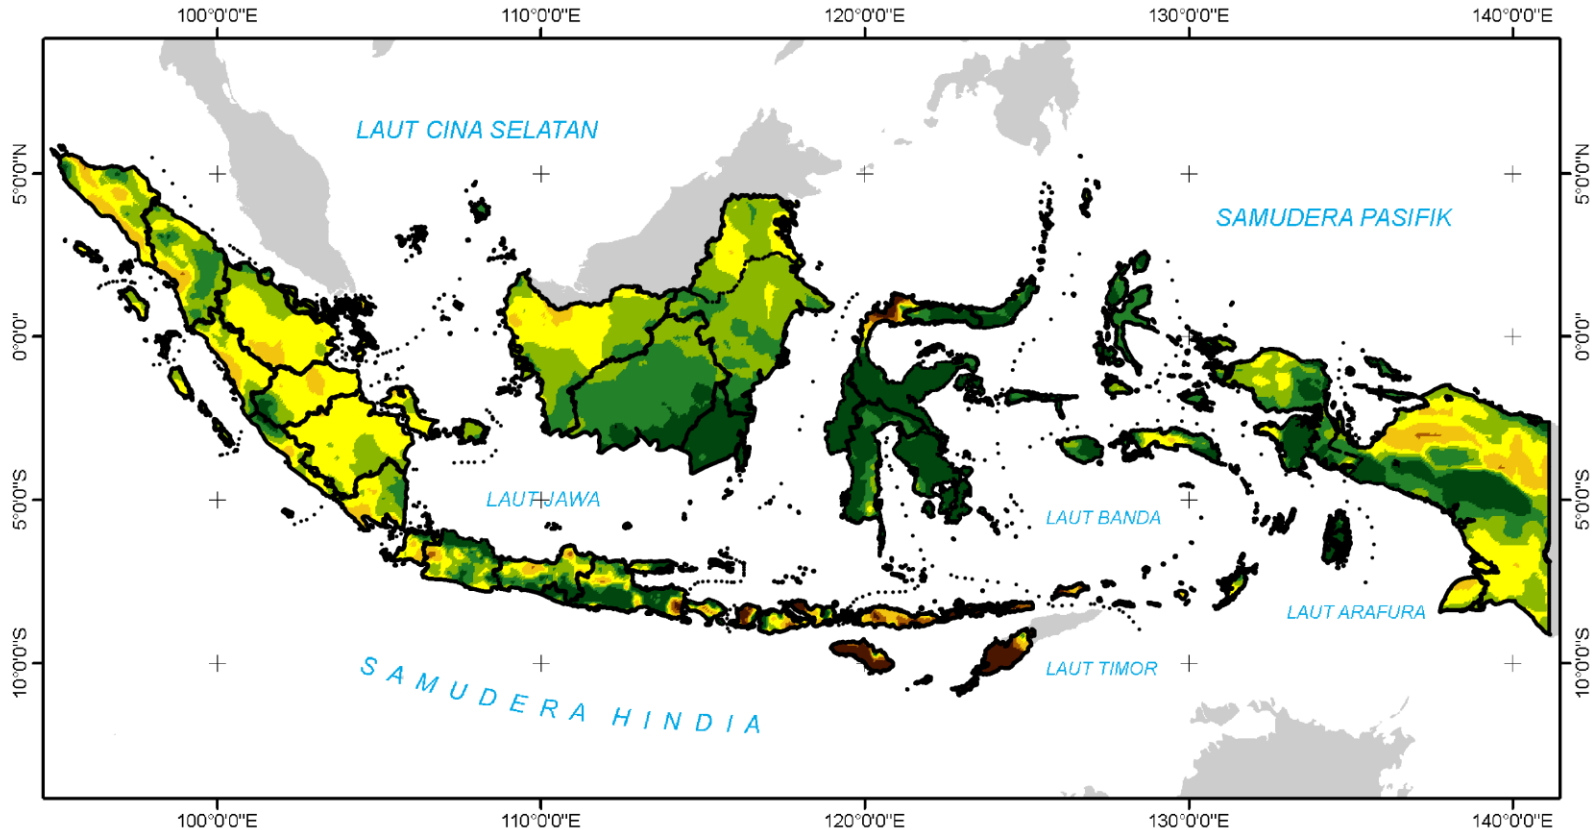 100°0'0"E 110°0'0"E 120°0'0"E 130°0'0"E 140°0'0"E
LAUT CINA SELATAN
5°0'0"N 5°0'0"N
SAMUDERA PASIFIK
0°0'0" 0°0'0"
LAUT JAWA
LAUT BANDA
5°0'0"S 5°0'0"S
LAUT ARAFURA
LAUT TIMOR
10°0'0"S 10°0'0"S
SAMUDERA HINDIA
100°0'0"E 110°0'0"E 120°0'0"E 130°0'0"E 140°0'0"E